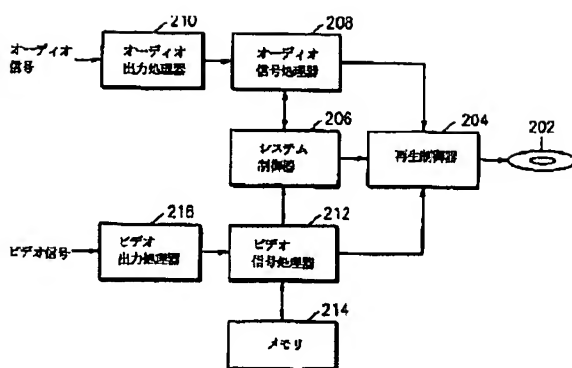 210
208
オーディオ
信号
オーディオ
出力処理器
オーディオ
信号処理器
206
204
202
システム
制御器
再生制御器
216
212
ビデオ信号
ビデオ
出力処理器
ビデオ
信号処理器
214
メモリ